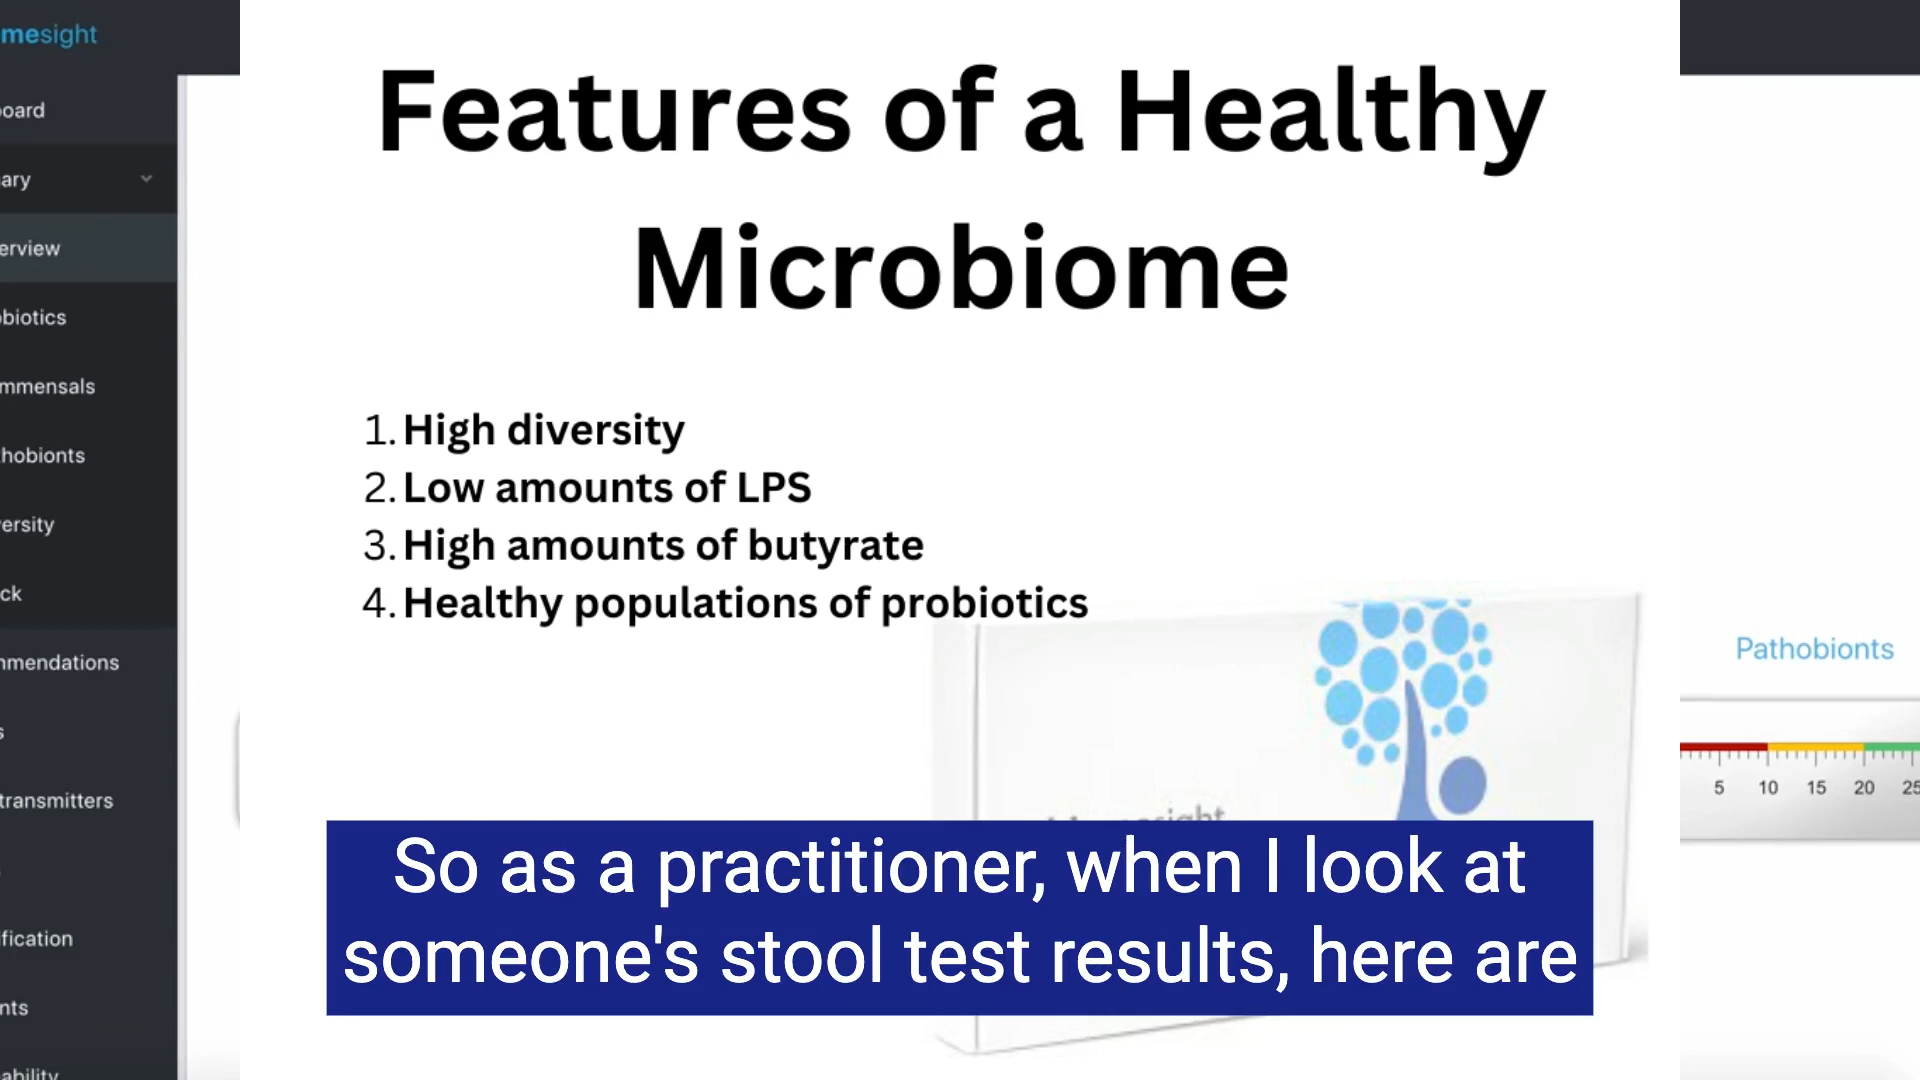 mesight
oard
ary
erview
obiotics
mmensals
hobionts
ersity
ck
mmendations
s
transmitters
ification
nts
ability
Features of a Healthy
Microbiome
1. High diversity
2. Low amounts of LPS
3. High amounts of butyrate
4. Healthy populations of probiotics
So as a practitioner, when I look at
someone's stool test results, here are
Pathobionts
5 10 15 20 25